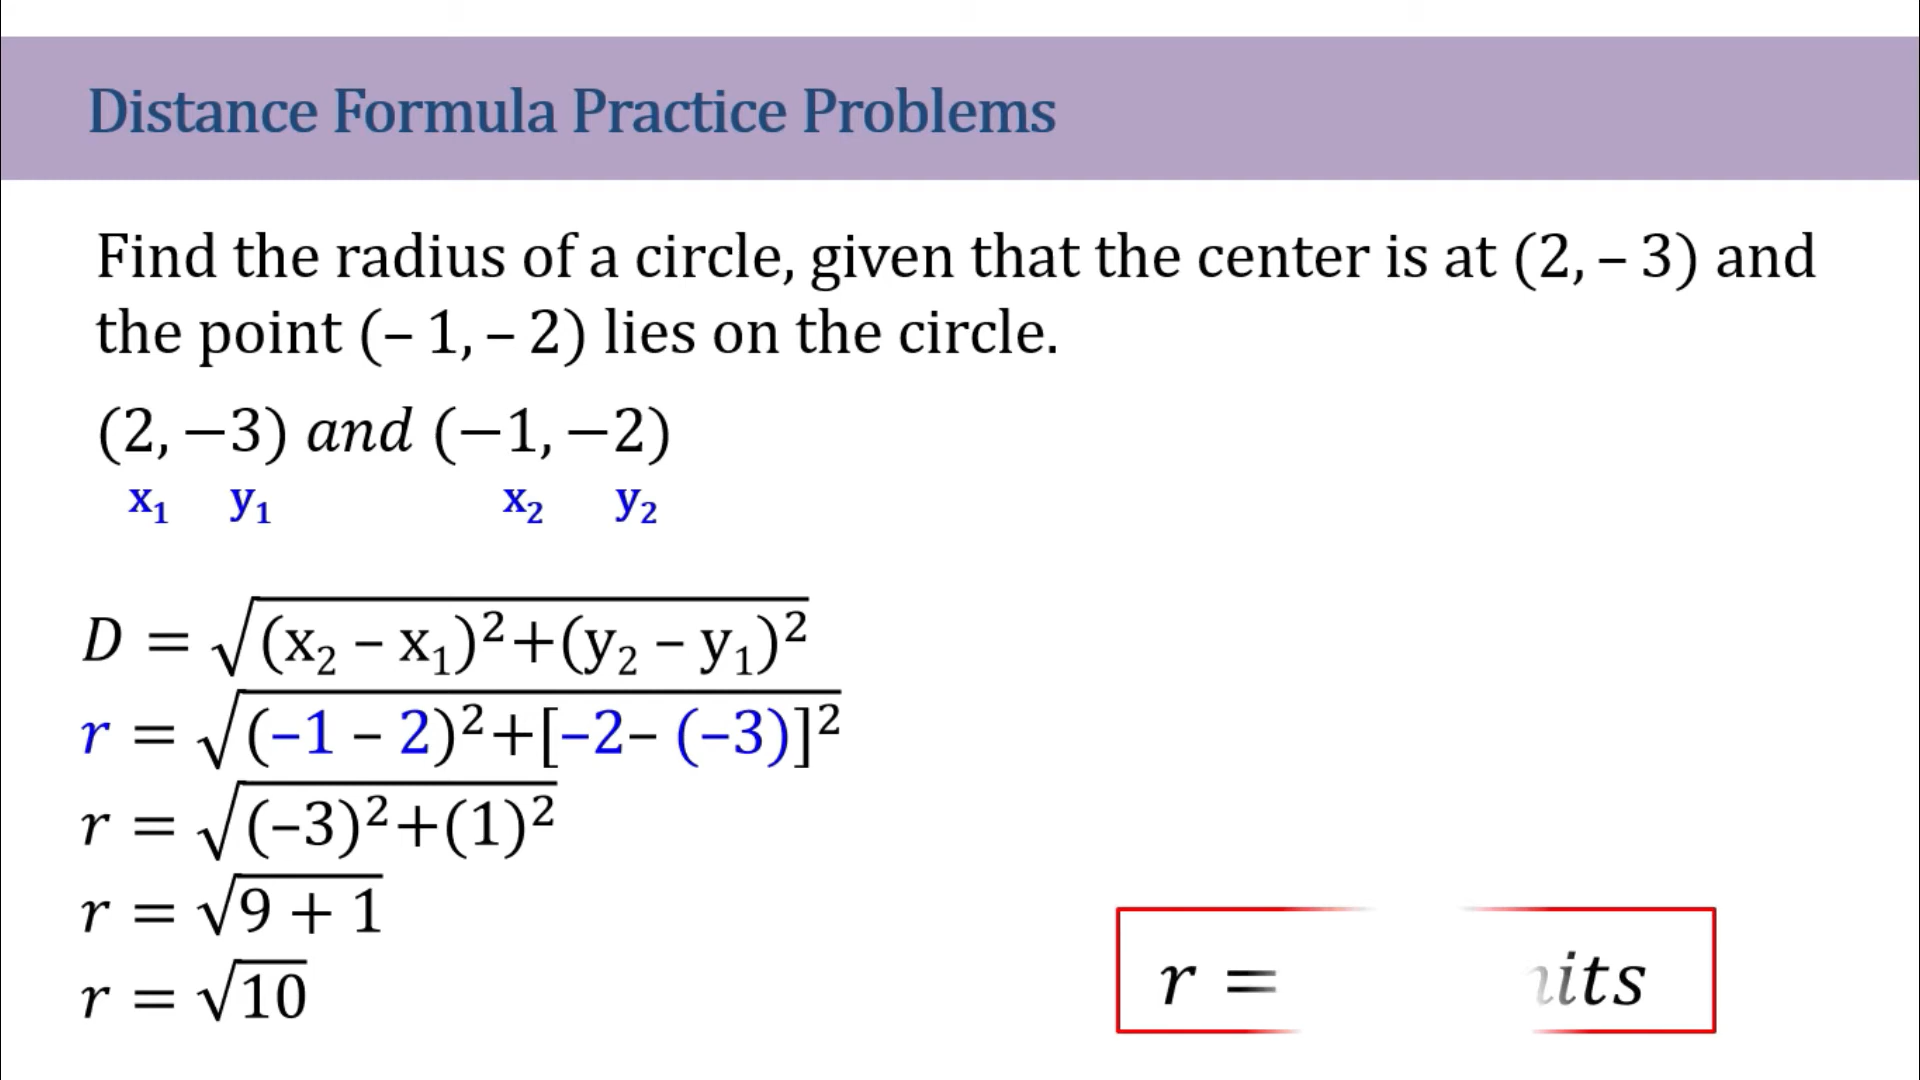 Distance Formula Practice Problems
Find the radius of a circle, given that the center is at (2, – 3) and
the point (– 1, – 2) lies on the circle.
(2, −3) and (−1, −2)
x₁ y₁ x₂ y₂
D = √(x₂ – x₁)²+(y₂ – y₁)²
r = √(–1 – 2)²+[–2– (–3)]²
r = √(–3)²+(1)²
r = √9 + 1
r = √10
r =